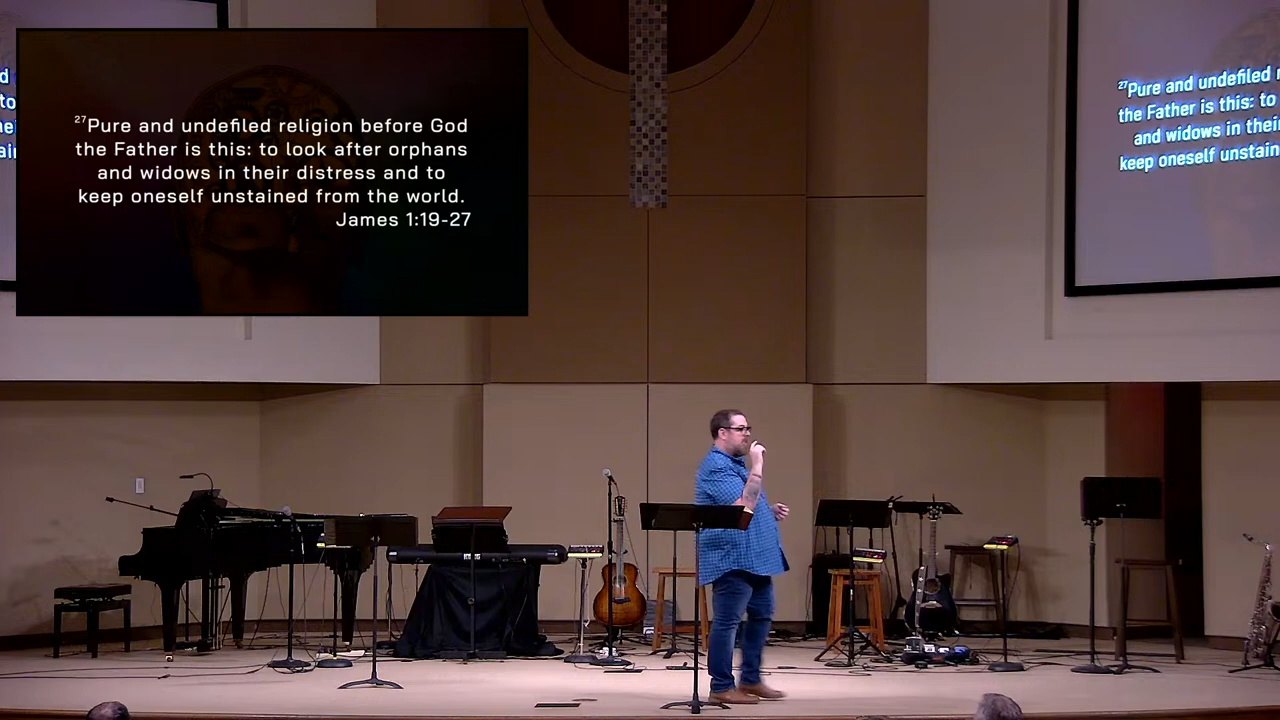 ²⁷Pure and undefiled religion before God
the Father is this: to look after orphans
and widows in their distress and to
keep oneself unstained from the world.
James 1:19-27
²⁷Pure and undefiled
the Father is this: to
and widows in their
keep oneself
KORG